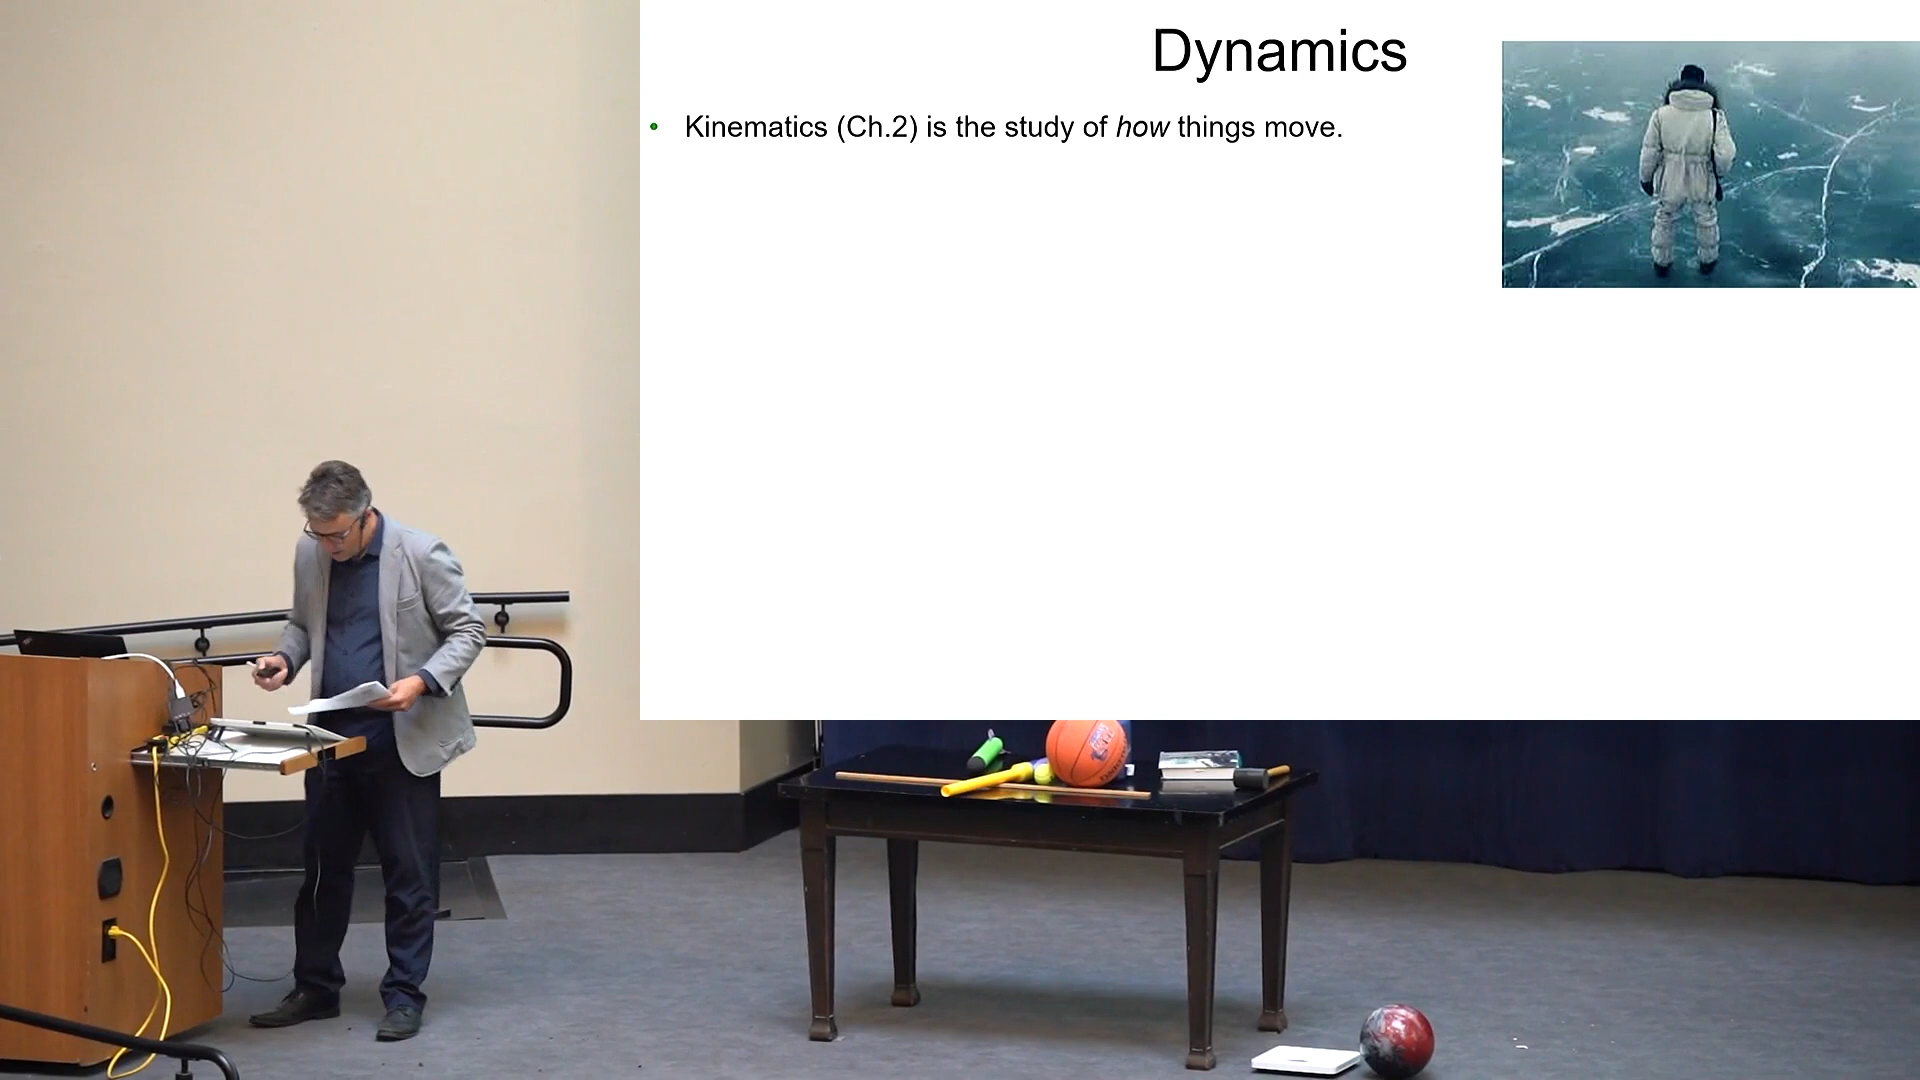 Dynamics
• Kinematics (Ch.2) is the study of how things move.